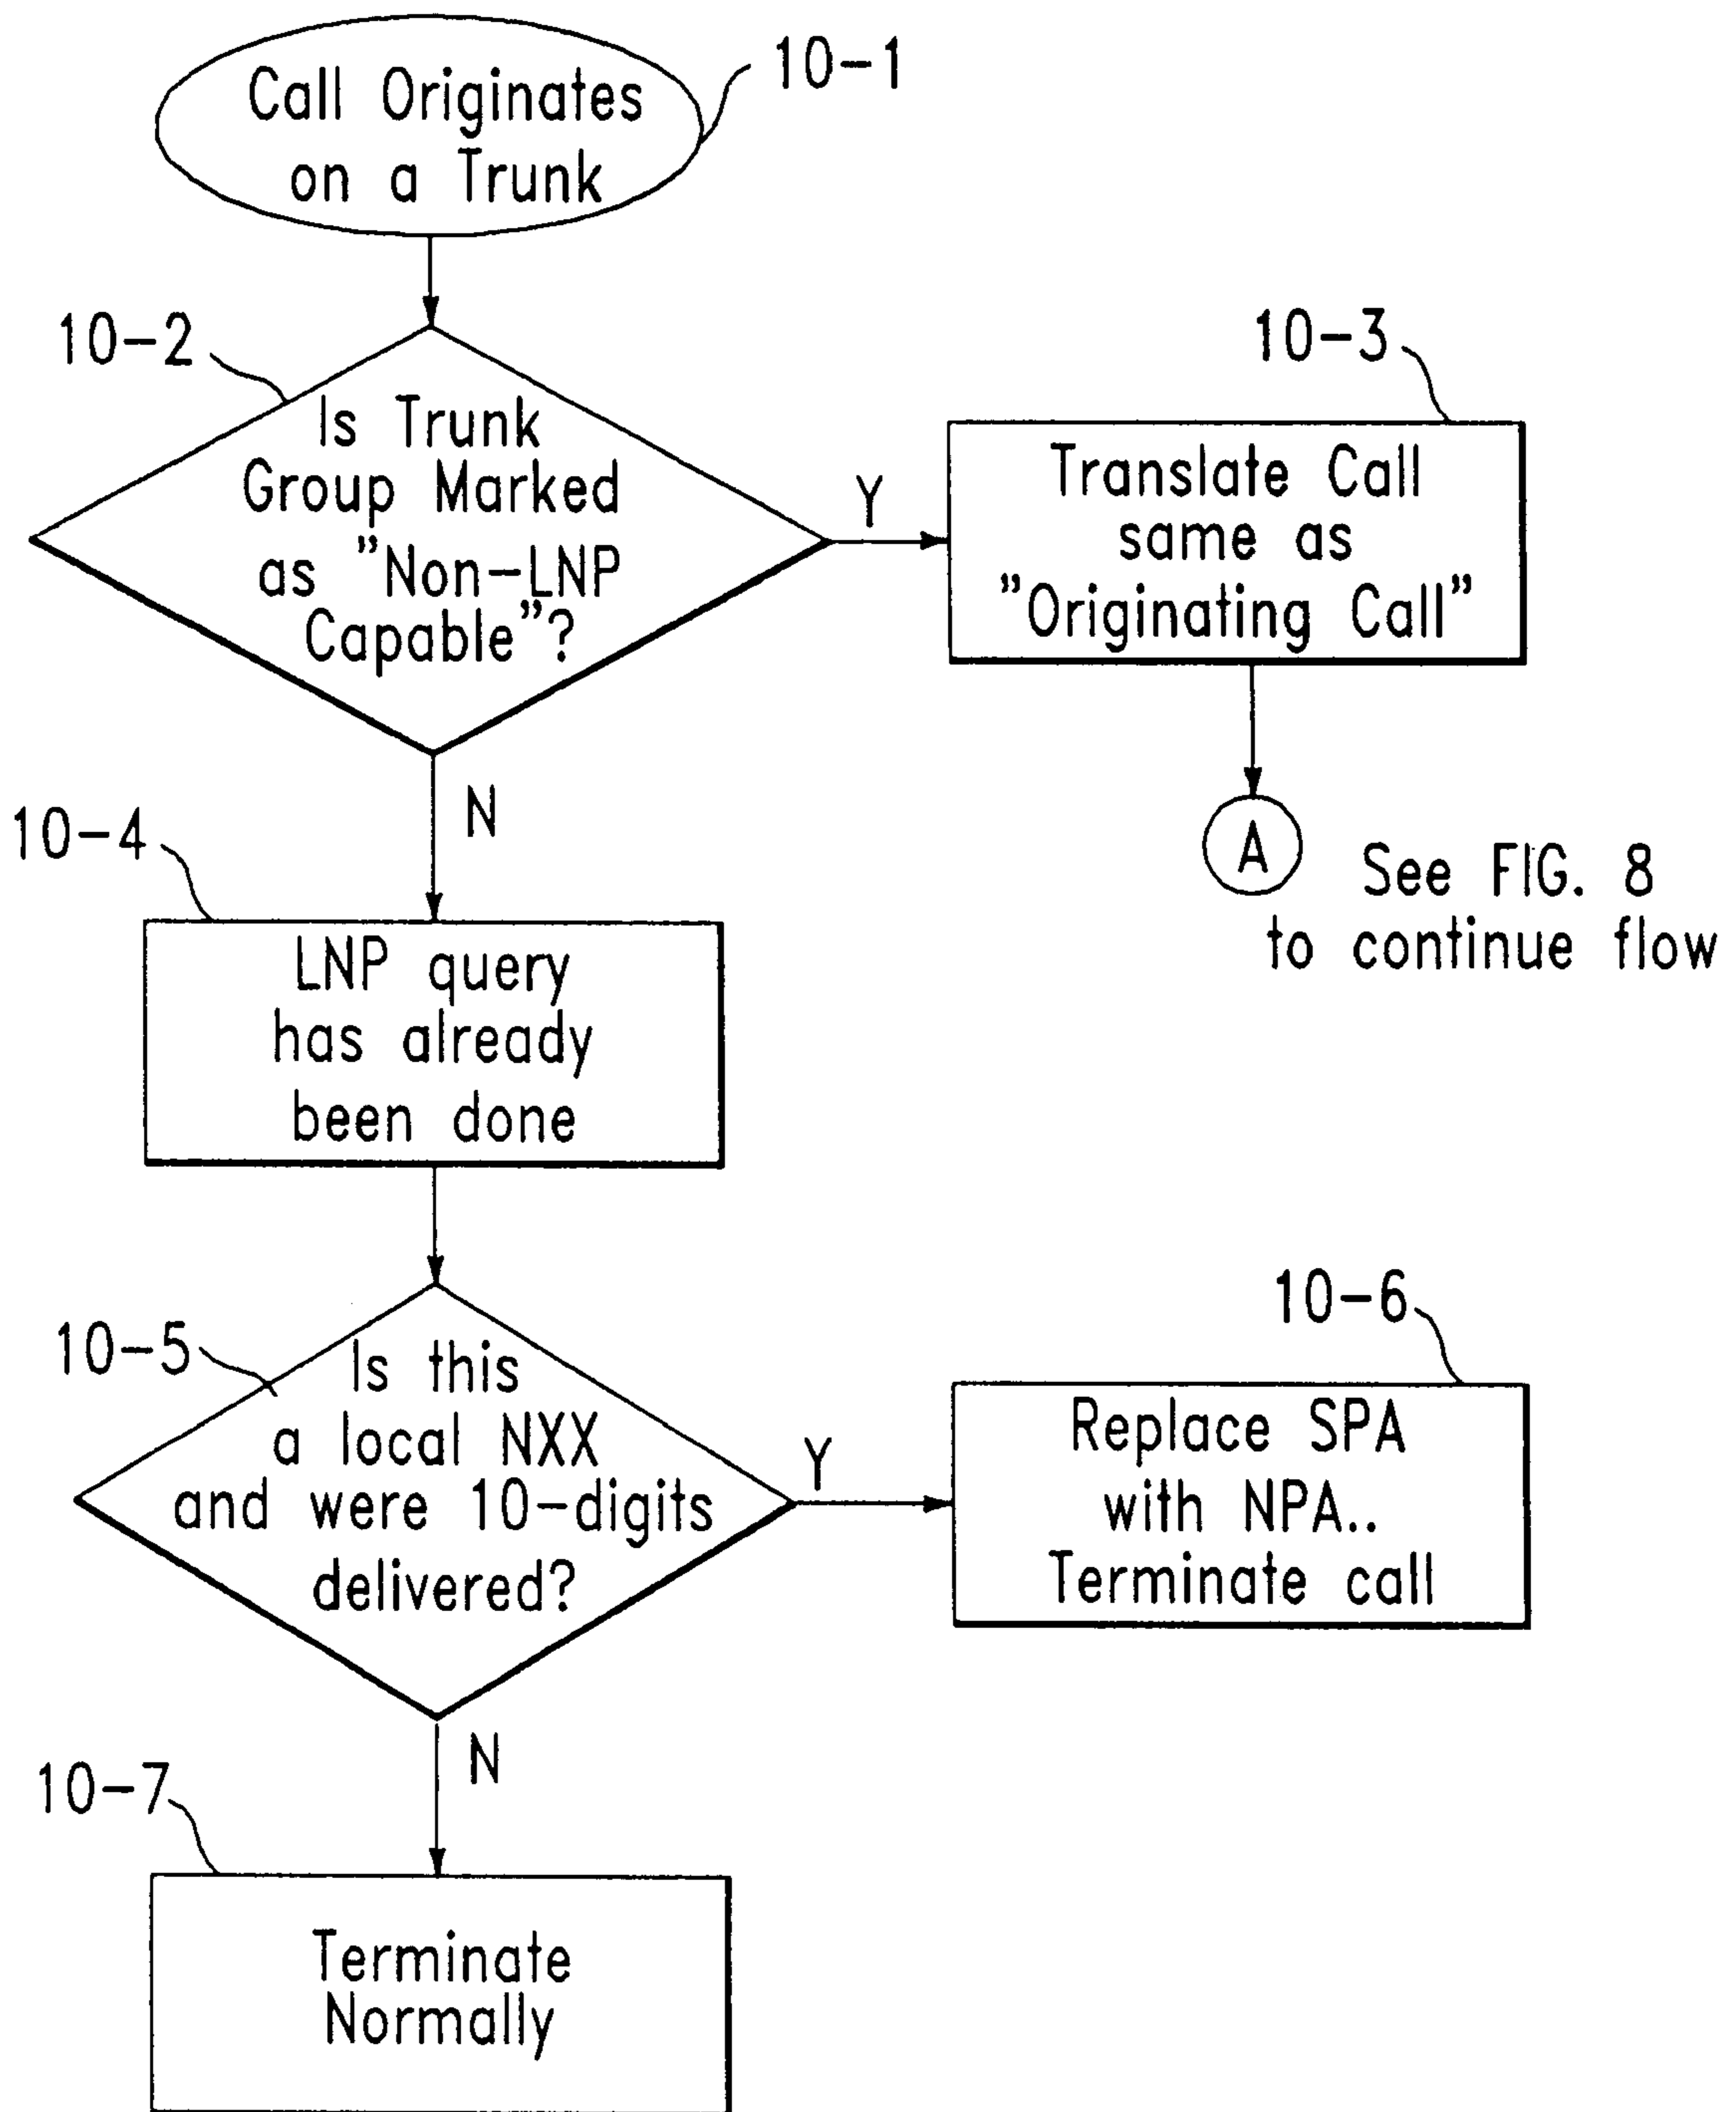 Call Originates
on a Trunk
10-1
10-2
Is Trunk
Group Marked
as "Non-LNP
Capable"?
Y
10-3
Translate Call
same as
"Originating Call"
A
See FIG. 8
to continue flow
N
10-4
LNP query
has already
been done
10-5
Is this
a local NXX
and were 10-digits
delivered?
Y
10-6
Replace SPA
with NPA..
Terminate call
N
10-7
Terminate
Normally